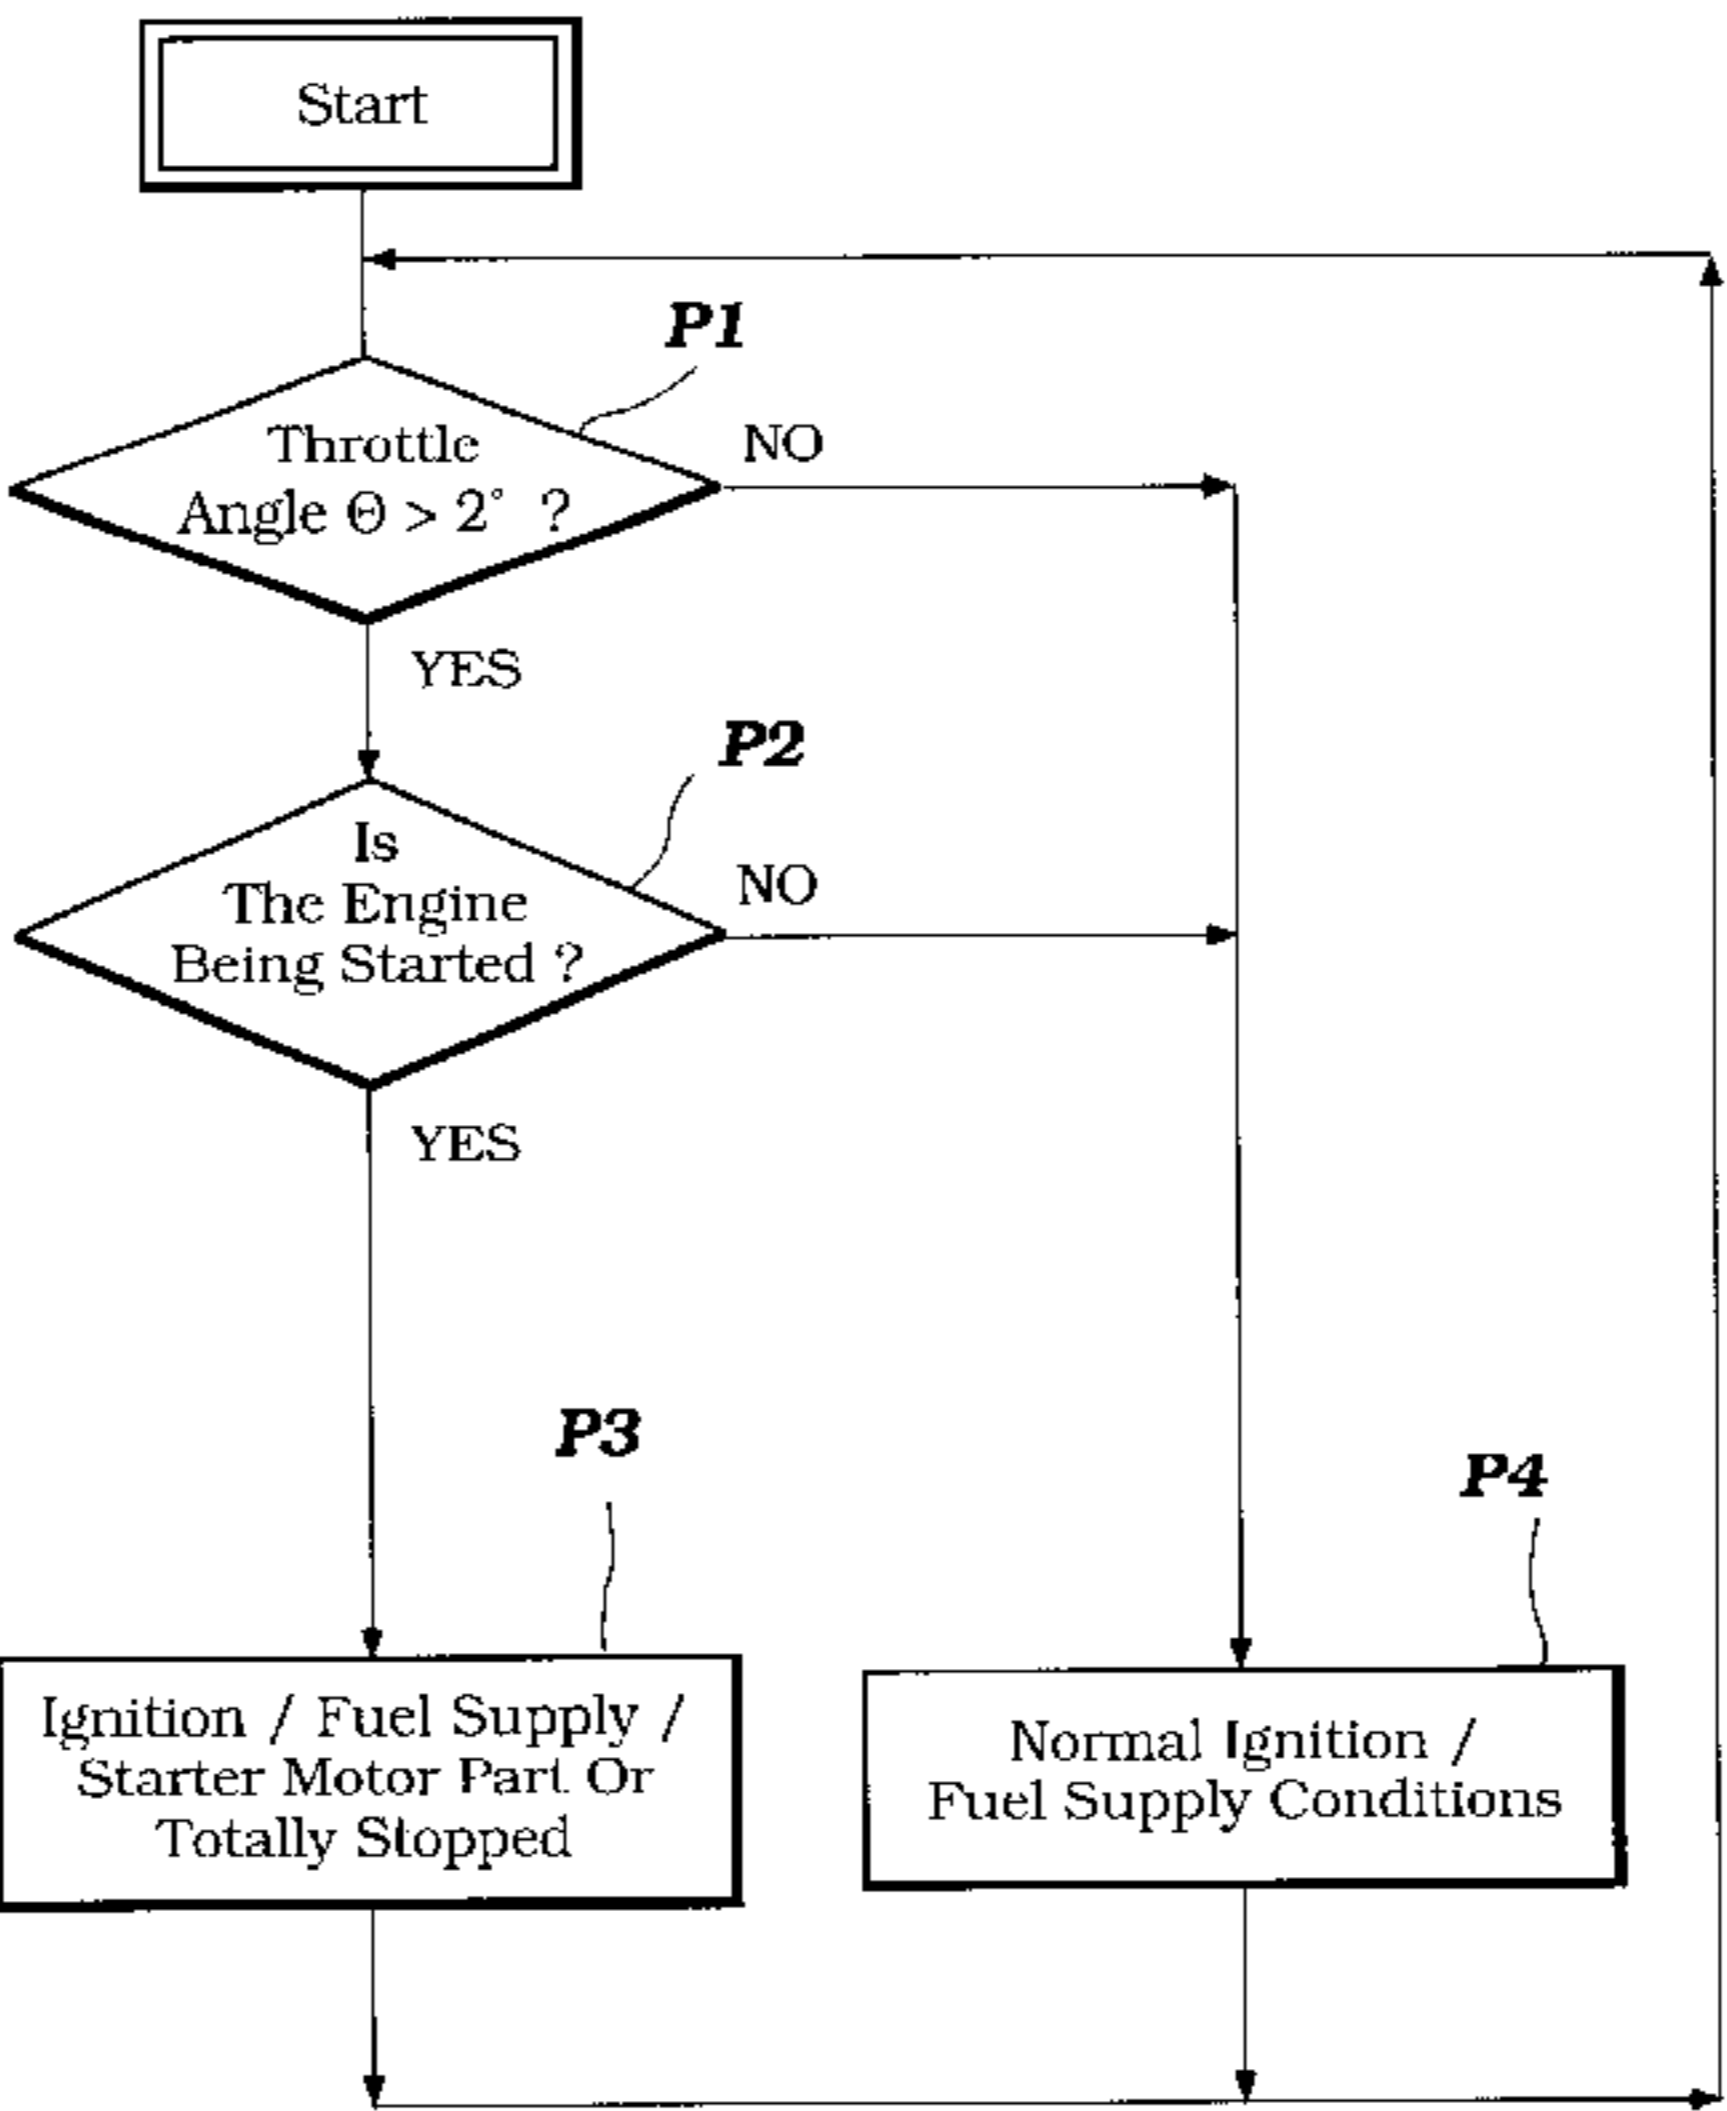 Start
P1
Throttle
NO
Angle Θ > 2° ?
YES
P2
Is
The Engine
NO
Being Started ?
YES
P3
P4
Ignition / Fuel Supply /
Starter Motor Part Or
Totally Stopped
Normal Ignition /
Fuel Supply Conditions